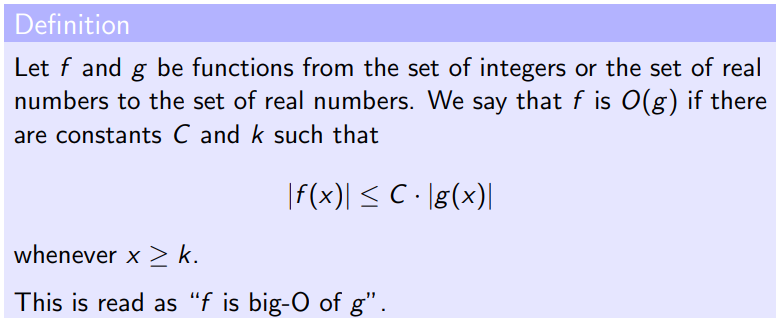 Definition
Let f and g be functions from the set of integers or the set of real
numbers to the set of real numbers. We say that f is O(g) if there
are constants C and k such that
|f(x)| ≤ C · |g(x)|
whenever x ≥ k.
This is read as “f is big-O of g”.